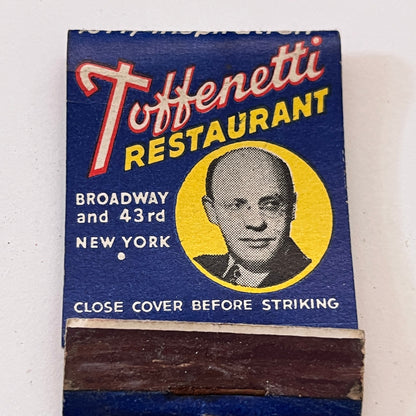 Toffenetti
RESTAURANT
BROADWAY
and 43rd
NEW YORK
CLOSE COVER BEFORE STRIKING